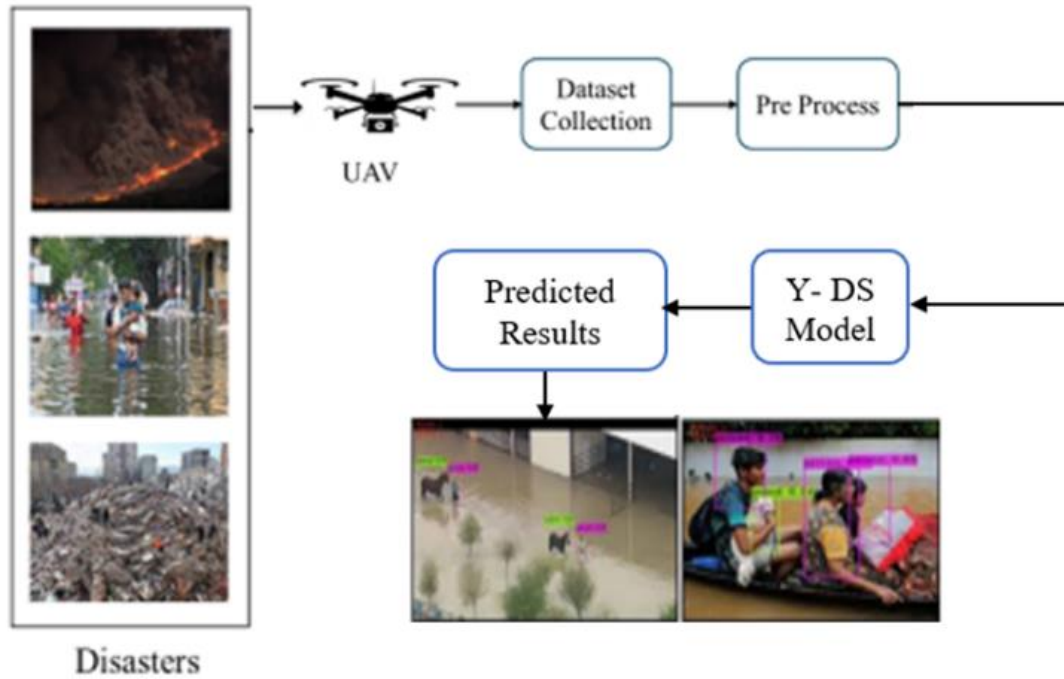 UAV
Dataset
Collection
Pre Process
Predicted
Results
Y- DS
Model
Disasters